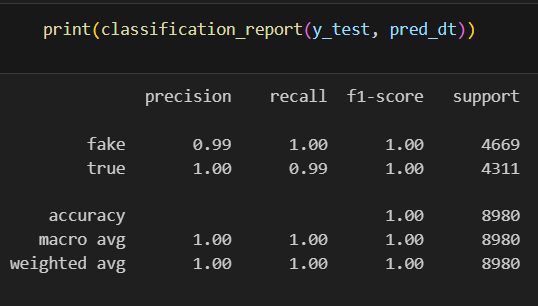 print(classification_report(y_test, pred_dt))
precision recall f1-score support
fake 0.99 1.00 1.00 4669
true 1.00 0.99 1.00 4311
accuracy 1.00 8980
macro avg 1.00 1.00 1.00 8980
weighted avg 1.00 1.00 1.00 8980